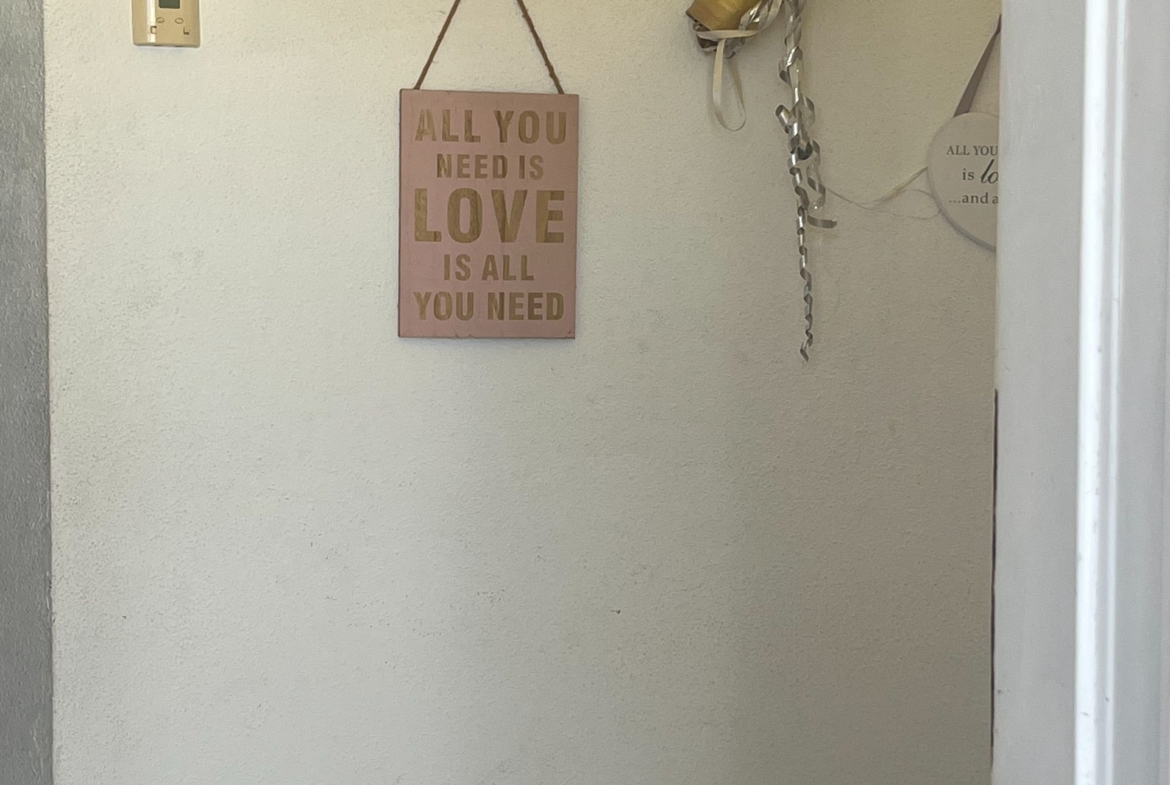 ALL YOU
NEED IS
LOVE
IS ALL
YOU NEED
ALL YOU
is
...and